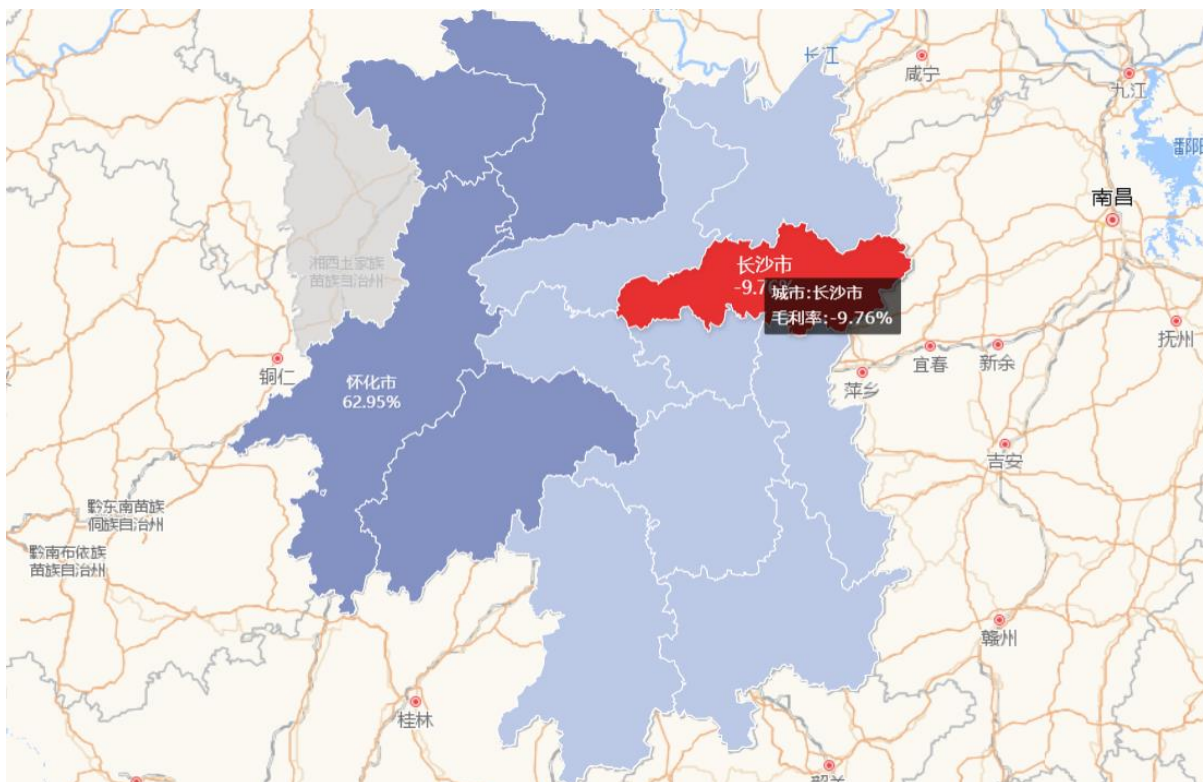 长江
咸宁
九江
南昌
湘西土家族
苗族自治州
长沙市
城市:长沙市
毛利率:-9.76%
抚州
宜春
新余
萍乡
铜仁
怀化市
62.95%
吉安
黔东南苗族
侗族自治州
黔南布依族
苗族自治州
赣州
桂林